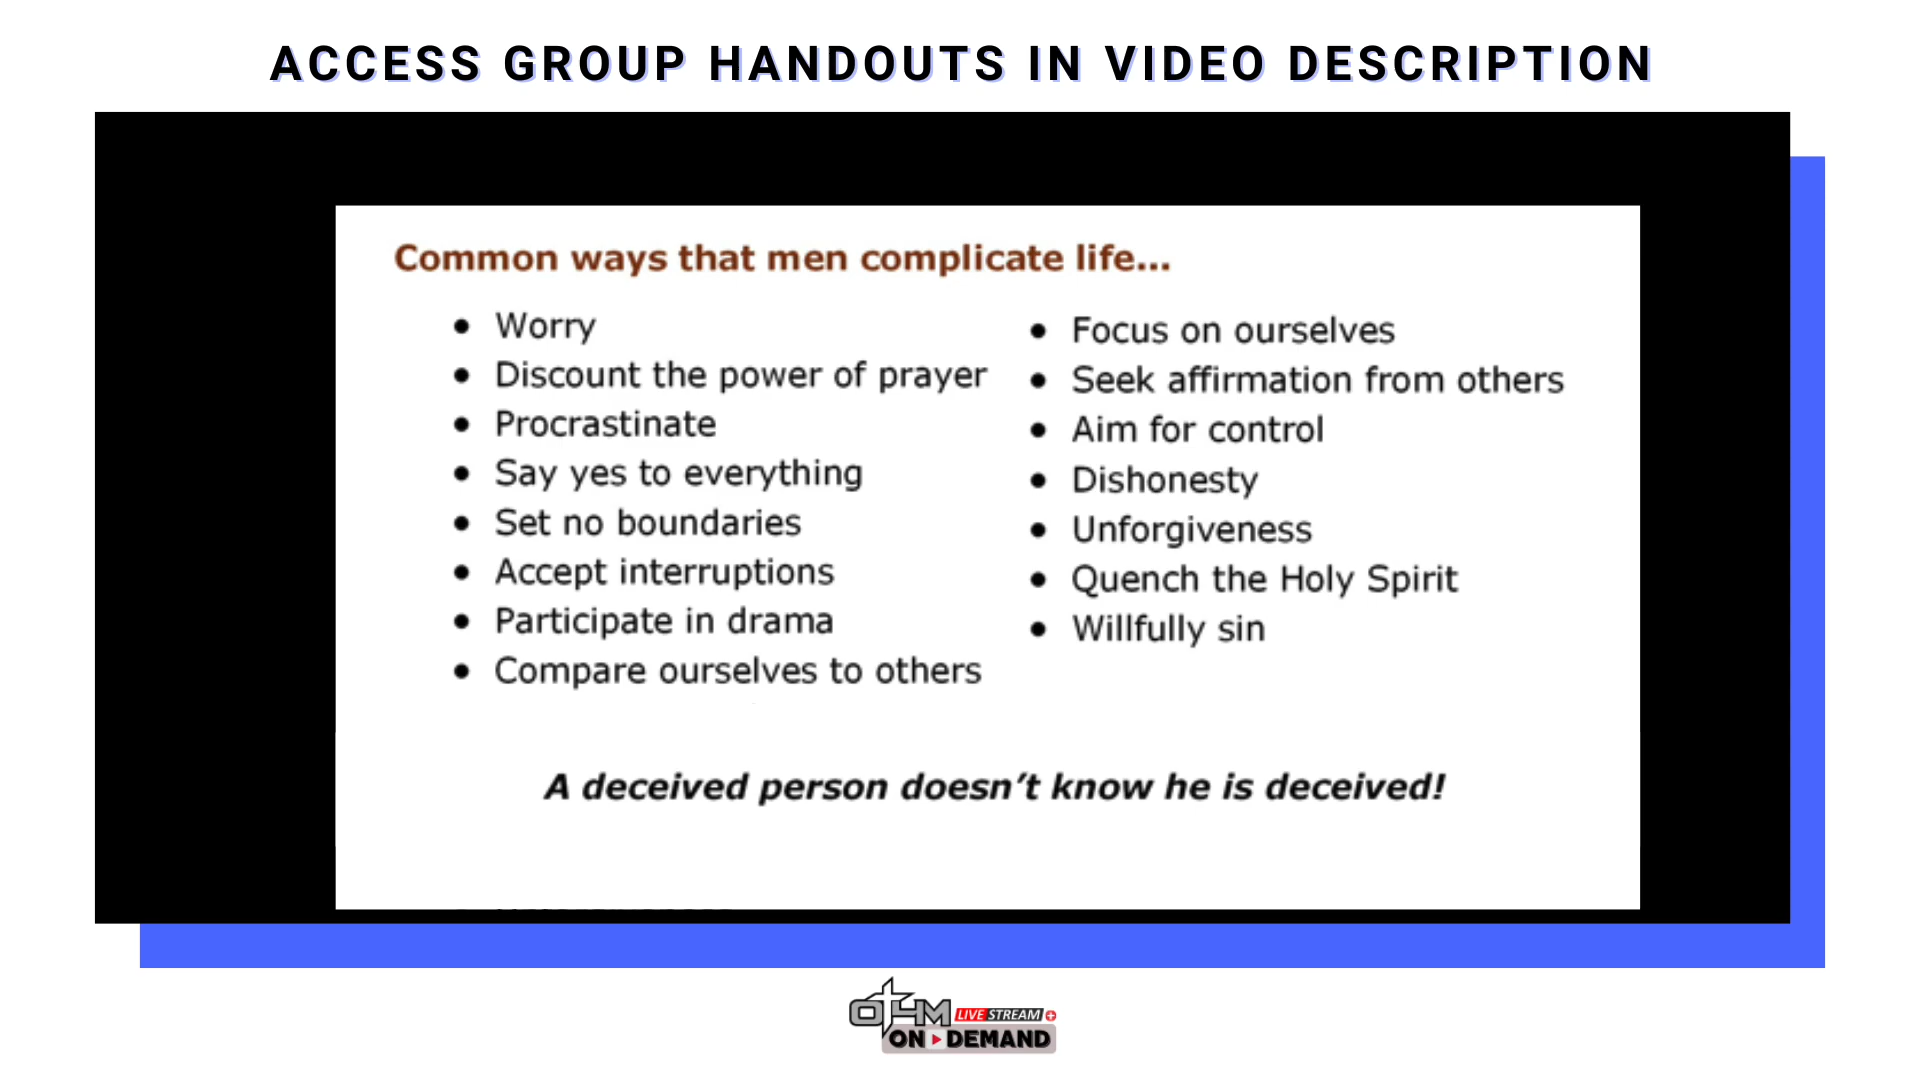 ACCESS GROUP HANDOUTS IN VIDEO DESCRIPTION
Common ways that men complicate life...
• Worry
• Discount the power of prayer
• Procrastinate
• Say yes to everything
• Set no boundaries
• Accept interruptions
• Participate in drama
• Compare ourselves to others
• Focus on ourselves
• Seek affirmation from others
• Aim for control
• Dishonesty
• Unforgiveness
• Quench the Holy Spirit
• Willfully sin
A deceived person doesn't know he is deceived!
O4M LIVE STREAM
ON DEMAND